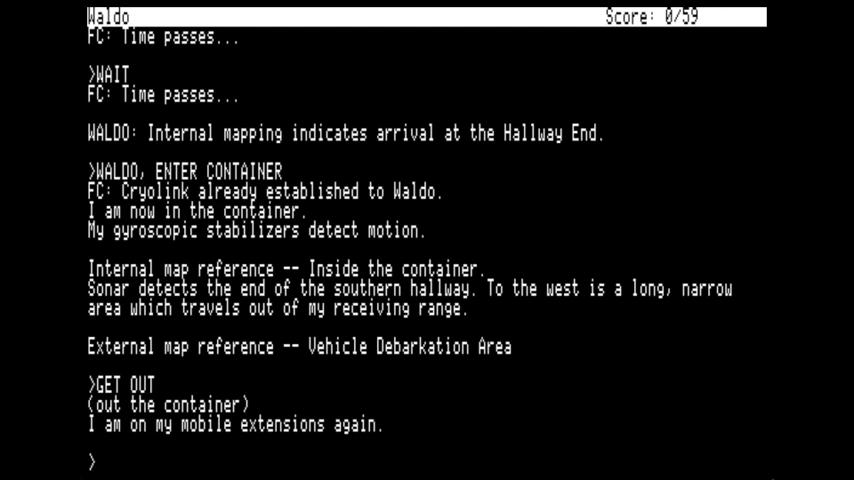 Waldo Score: 0/59
FC: Time passes...
>WAIT
FC: Time passes...
WALDO: Internal mapping indicates arrival at the Hallway End.
>WALDO, ENTER CONTAINER
FC: Cryolink already established to Waldo.
I am now in the container.
My gyroscopic stabilizers detect motion.
Internal map reference -- Inside the container.
Sonar detects the end of the southern hallway. To the west is a long, narrow
area which travels out of my receiving range.
External map reference -- Vehicle Debarkation Area
>GET OUT
(out the container)
I am on my mobile extensions again.
>